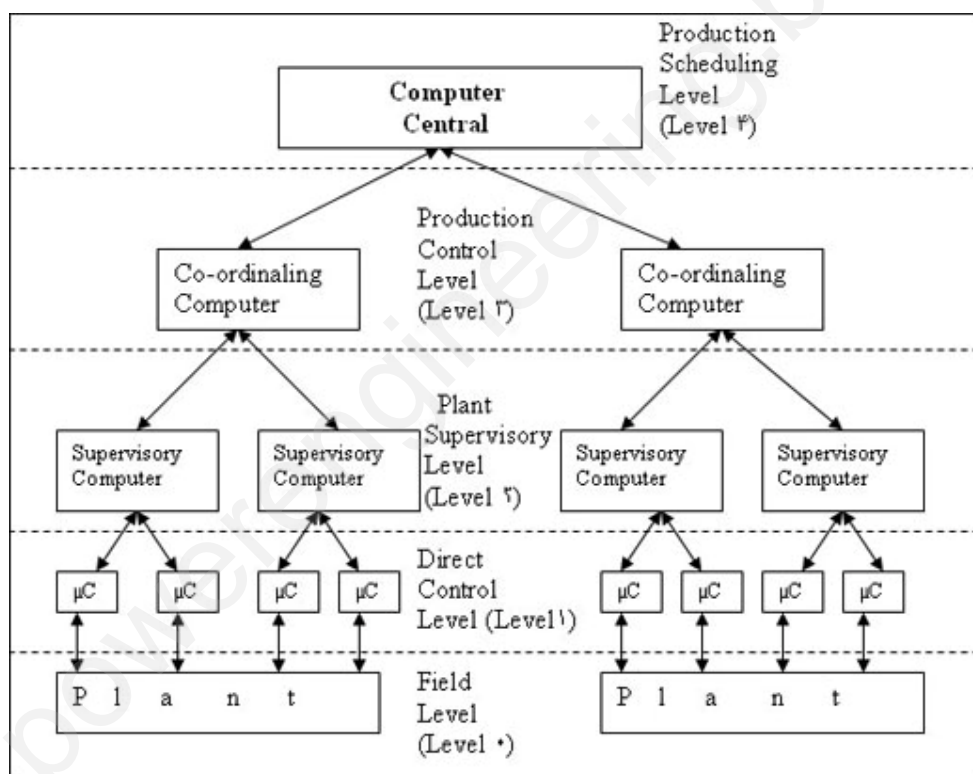 Production
Scheduling
Level
(Level ۴)
Computer
Central
Production
Control
Level
(Level ۳)
Co-ordinaling
Computer
Co-ordinaling
Computer
Plant
Supervisory
Level
(Level ۲)
Supervisory
Computer
Supervisory
Computer
Supervisory
Computer
Supervisory
Computer
Direct
Control
Level (Level۱)
µC µC µC µC µC µC µC µC
Field
Level
(Level ۰)
P l a n t
P l a n t
powerengineering.b